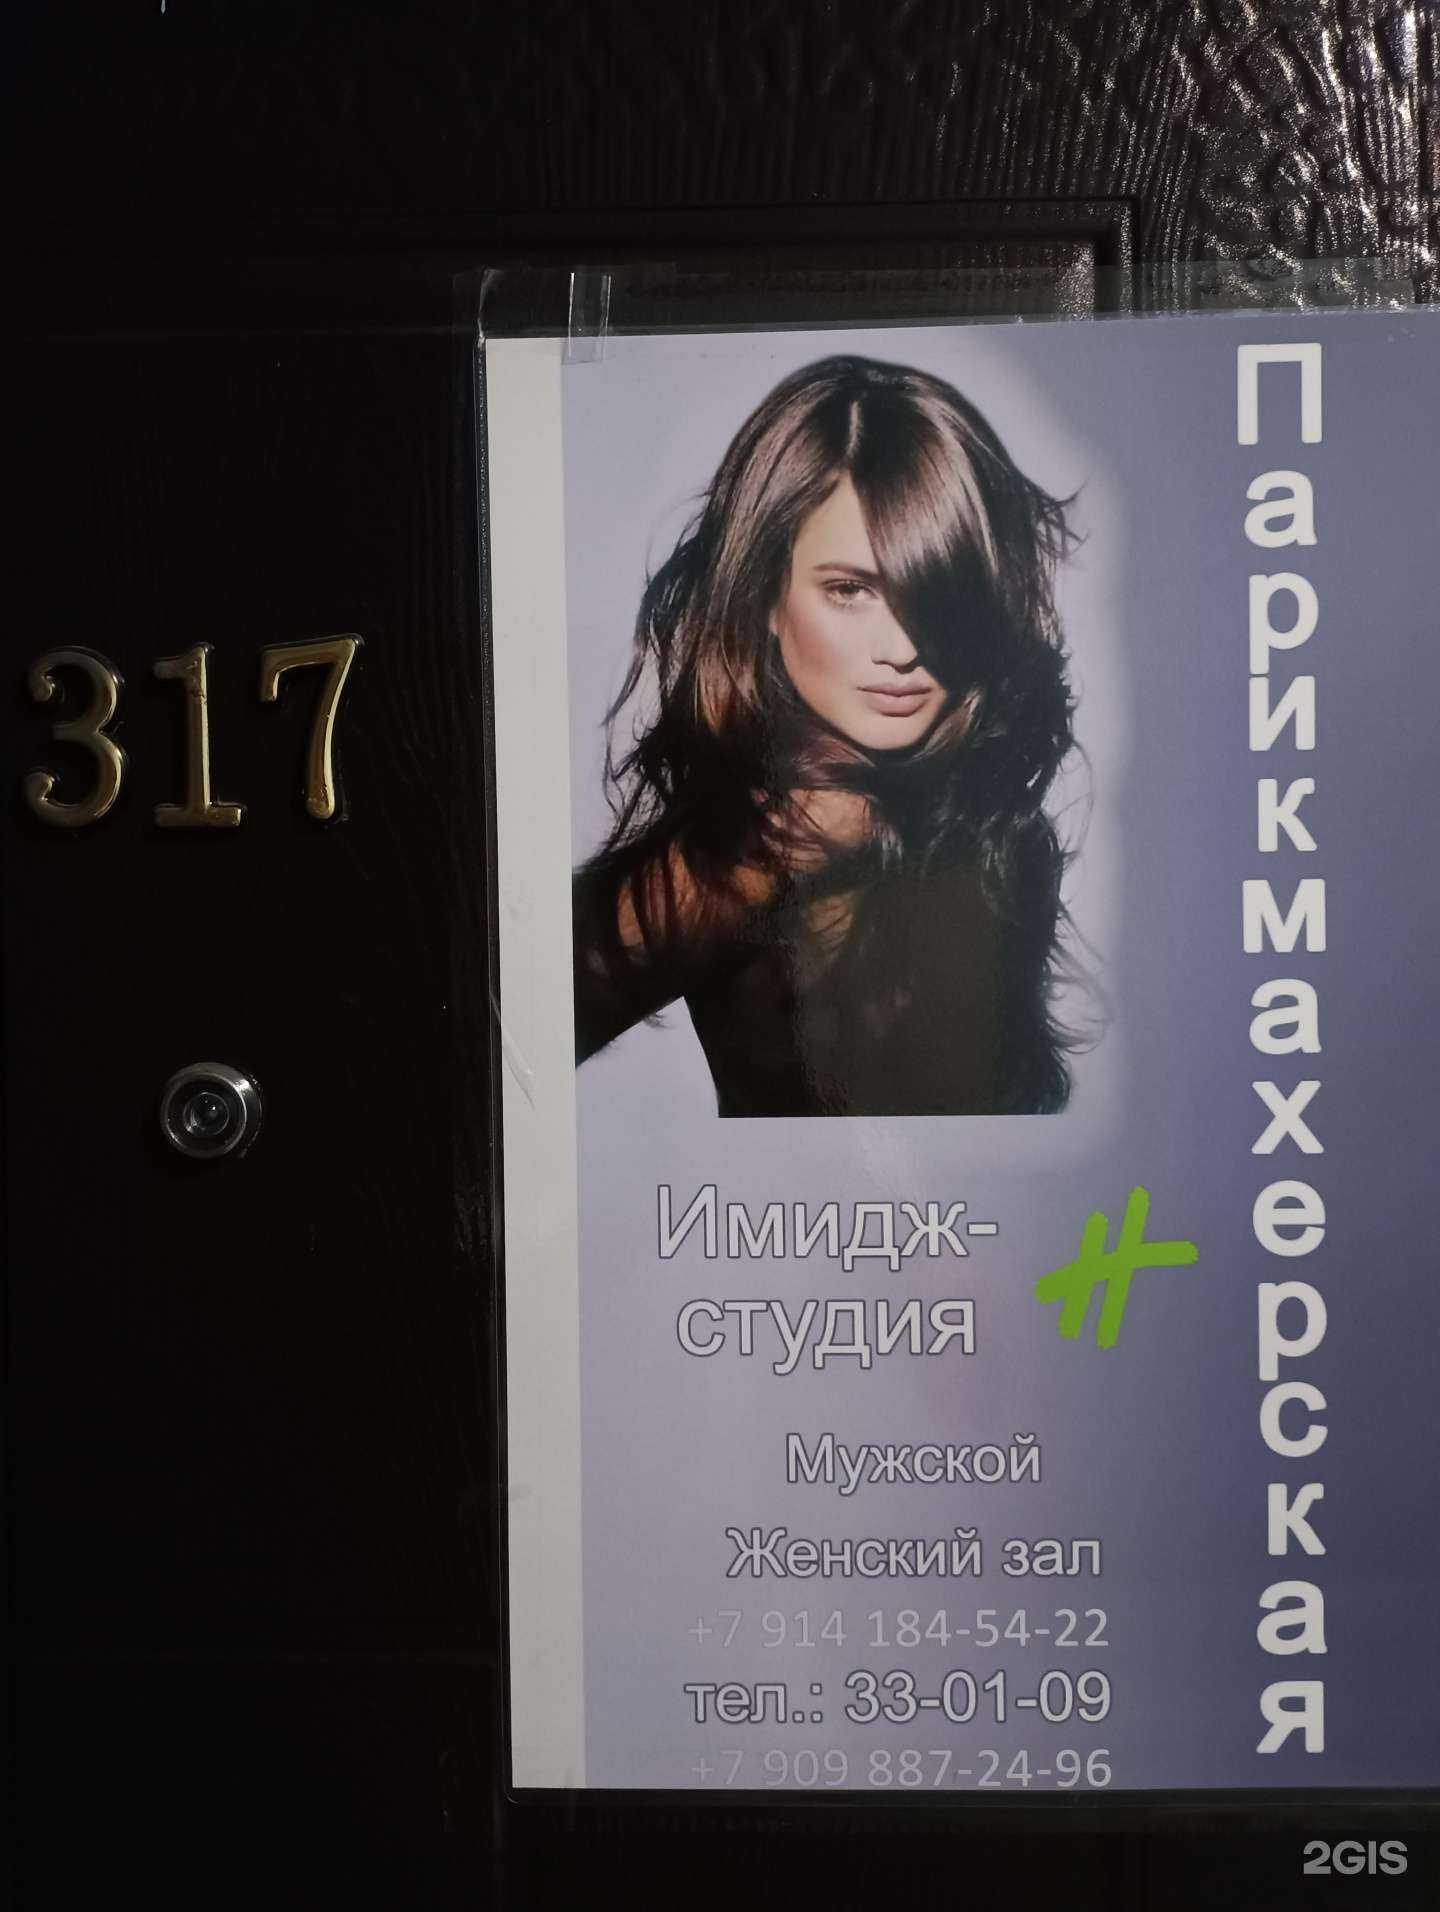 317
Парикмахерская
Имидж-
студия
Н
Мужской
Женский зал
+7 914 184-54-22
тел.: 33-01-09
+7 909 887-24-96
2GIS